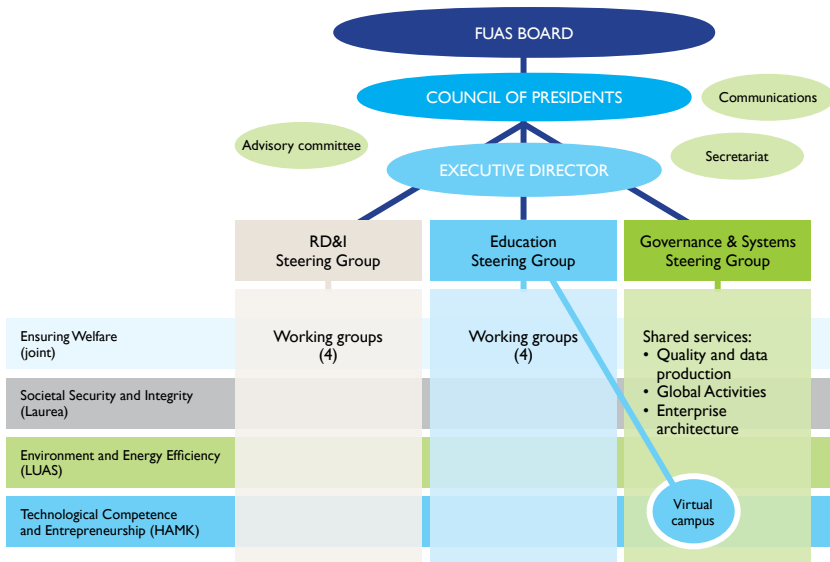 FUAS BOARD
COUNCIL OF PRESIDENTS
Communications
Advisory committee
Secretariat
EXECUTIVE DIRECTOR
RD&I
Steering Group
Education
Steering Group
Governance & Systems
Steering Group
Ensuring Welfare
(joint)
Working groups
(4)
Working groups
(4)
Shared services:
• Quality and data
production
• Global Activities
• Enterprise
architecture
Societal Security and Integrity
(Laurea)
Environment and Energy Efficiency
(LUAS)
Technological Competence
and Entrepreneurship (HAMK)
Virtual
campus